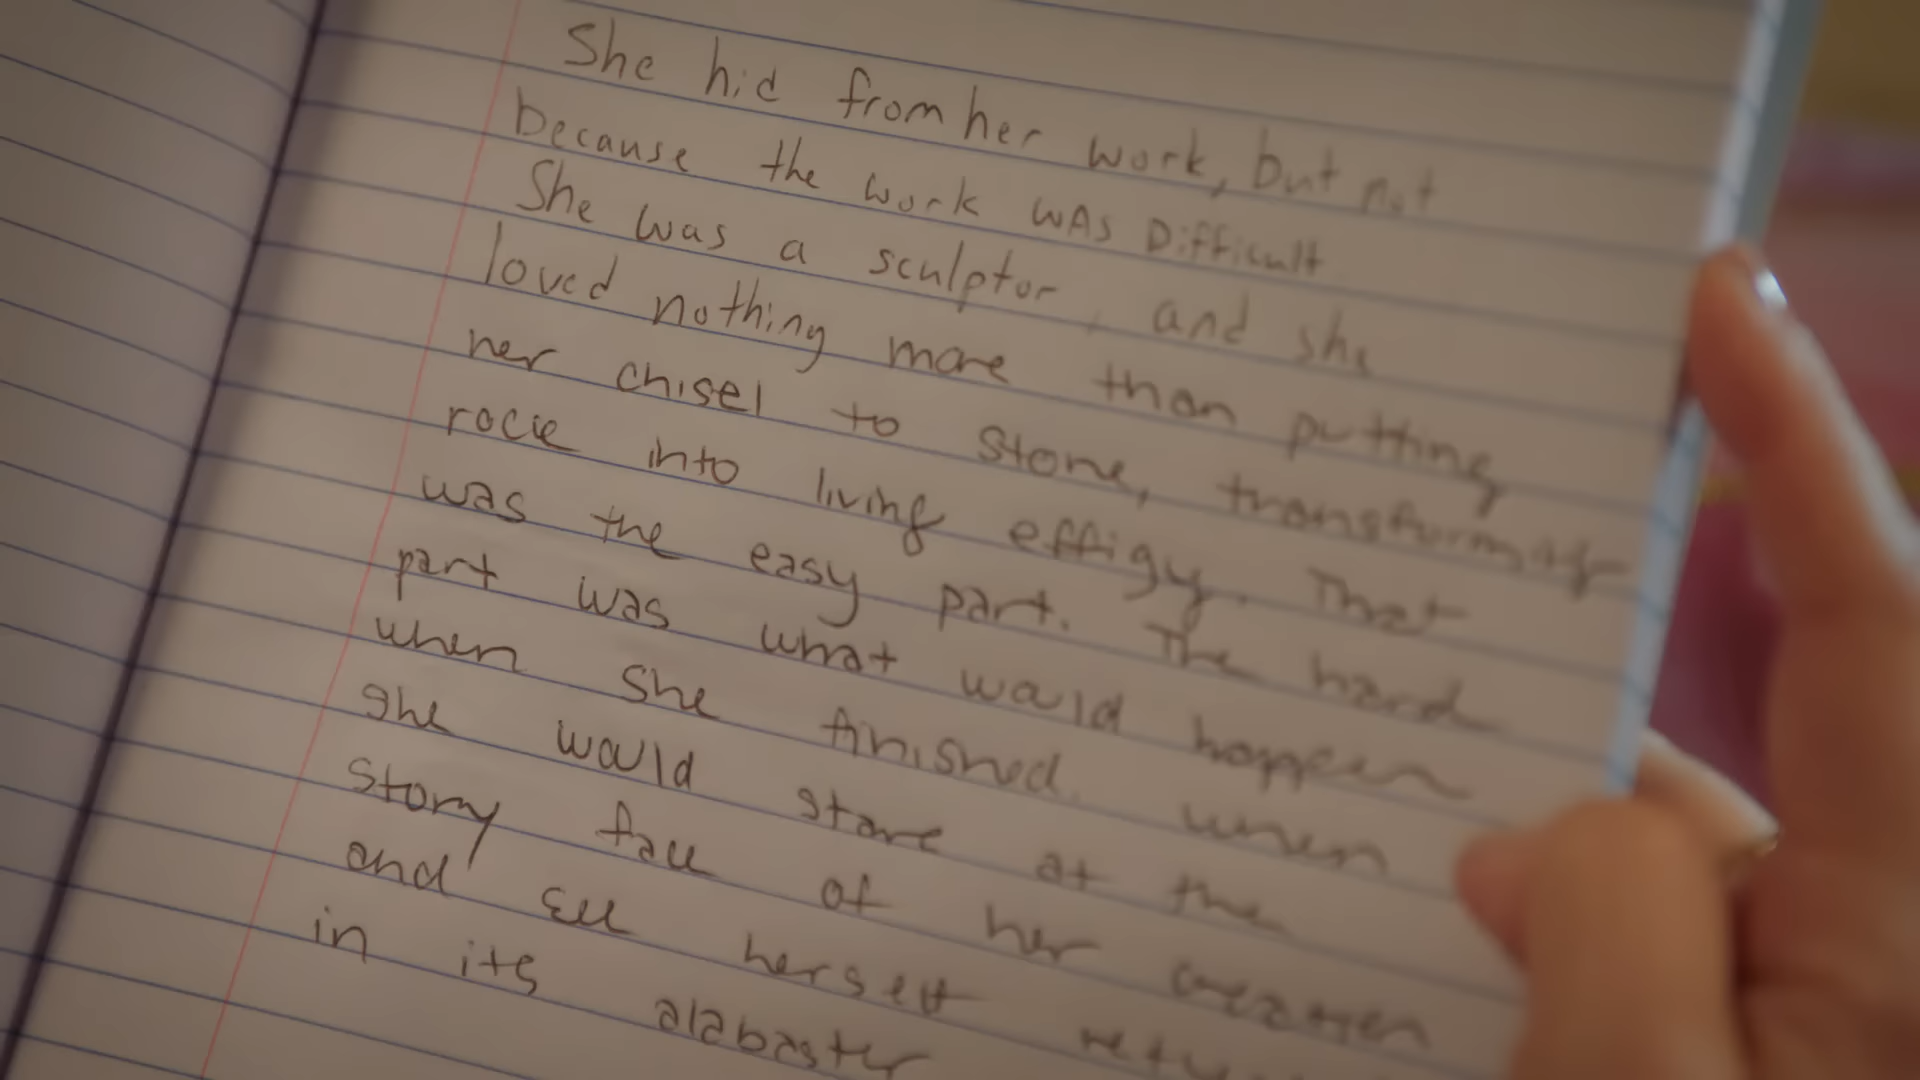 She hid from her work, but not
because the work was Difficult
She was a sculptor, and she
loved nothing more than putting
her chisel to stone, transforming
rock into living effigy. That
was the easy part. The hard
part was what would happen
when she finished. when
she would stare at the
stony face of her creation
and see herself
in its alabaster